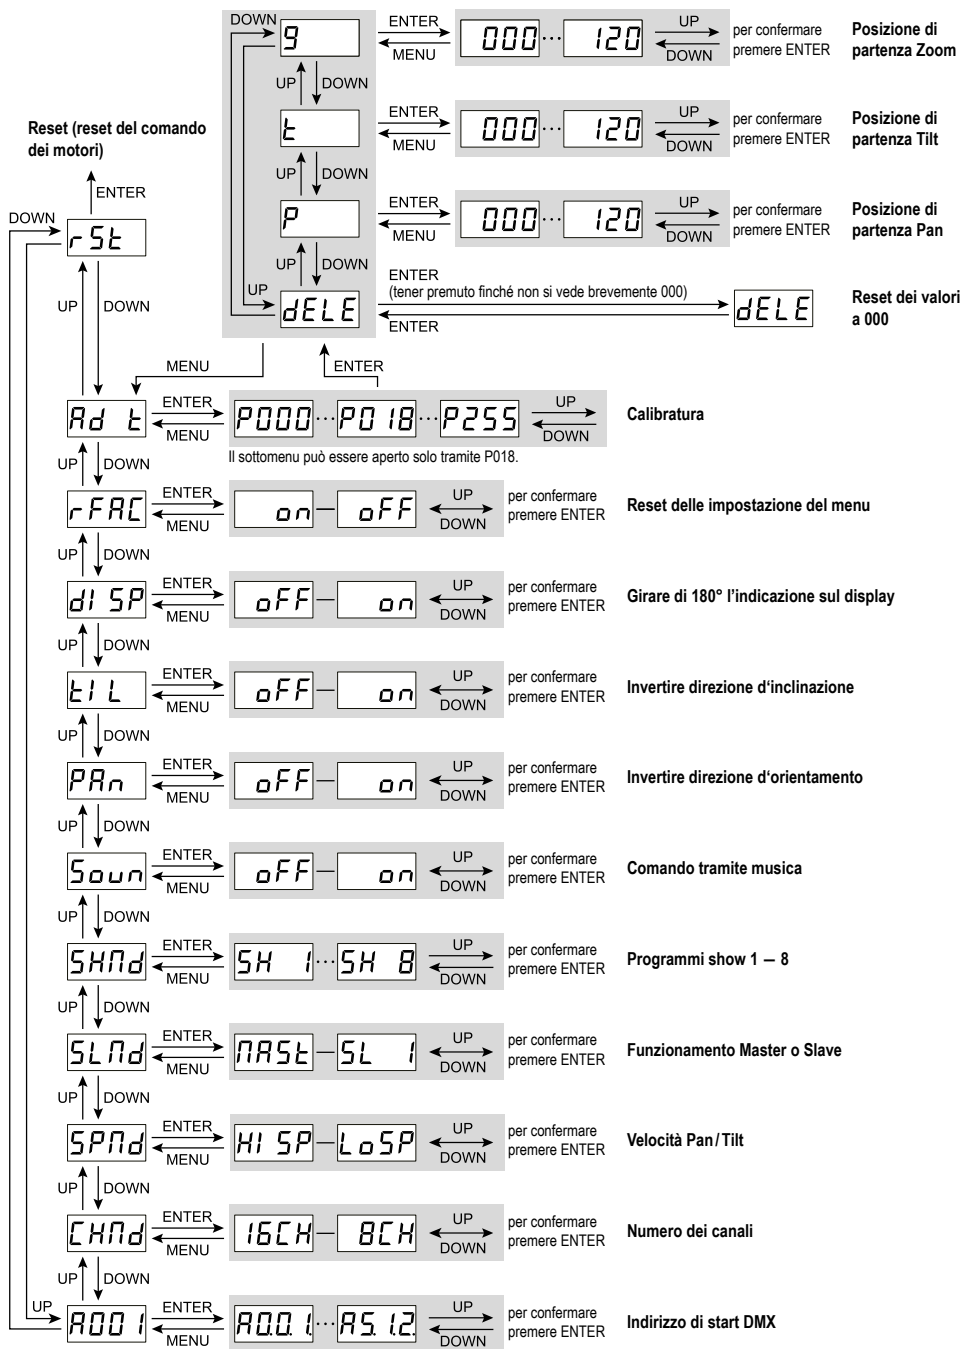 DOWN
g
ENTER
MENU
000 ... 120
UP
DOWN
per confermare
premere ENTER
Posizione di
partenza Zoom
UP DOWN
t
ENTER
MENU
000 ... 120
UP
DOWN
per confermare
premere ENTER
Posizione di
partenza Tilt
UP DOWN
P
ENTER
MENU
000 ... 120
UP
DOWN
per confermare
premere ENTER
Posizione di
partenza Pan
UP DOWN
UP
dELE
ENTER
(tener premuto finché non si vede brevemente 000)
ENTER
dELE
Reset dei valori
a 000
Reset (reset del comando
dei motori)
ENTER
DOWN
rSt
UP DOWN
MENU
ENTER
Ad t
ENTER
MENU
P000 ... P018 ... P255
UP
DOWN
Calibratura
Il sottomenu può essere aperto solo tramite P018.
UP DOWN
rFAC
ENTER
MENU
on — oFF
UP
DOWN
per confermare
premere ENTER
Reset delle impostazione del menu
UP DOWN
dI SP
ENTER
MENU
oFF — on
UP
DOWN
per confermare
premere ENTER
Girare di 180° l’indicazione sul display
UP DOWN
tI L
ENTER
MENU
oFF — on
UP
DOWN
per confermare
premere ENTER
Invertire direzione d‘inclinazione
UP DOWN
PAn
ENTER
MENU
oFF — on
UP
DOWN
per confermare
premere ENTER
Invertire direzione d‘orientamento
UP DOWN
Soun
ENTER
MENU
oFF — on
UP
DOWN
per confermare
premere ENTER
Comando tramite musica
UP DOWN
SHMd
ENTER
MENU
SH 1 ... SH 8
UP
DOWN
per confermare
premere ENTER
Programmi show 1 – 8
UP DOWN
SLMd
ENTER
MENU
MASt — SL 1
UP
DOWN
per confermare
premere ENTER
Funzionamento Master o Slave
UP DOWN
SPMd
ENTER
MENU
HI SP — LoSP
UP
DOWN
per confermare
premere ENTER
Velocità Pan / Tilt
UP DOWN
CHMd
ENTER
MENU
16CH — 8CH
UP
DOWN
per confermare
premere ENTER
Numero dei canali
UP DOWN
UP
A001
ENTER
MENU
A0.0.1. ... A5.1.2.
UP
DOWN
per confermare
premere ENTER
Indirizzo di start DMX